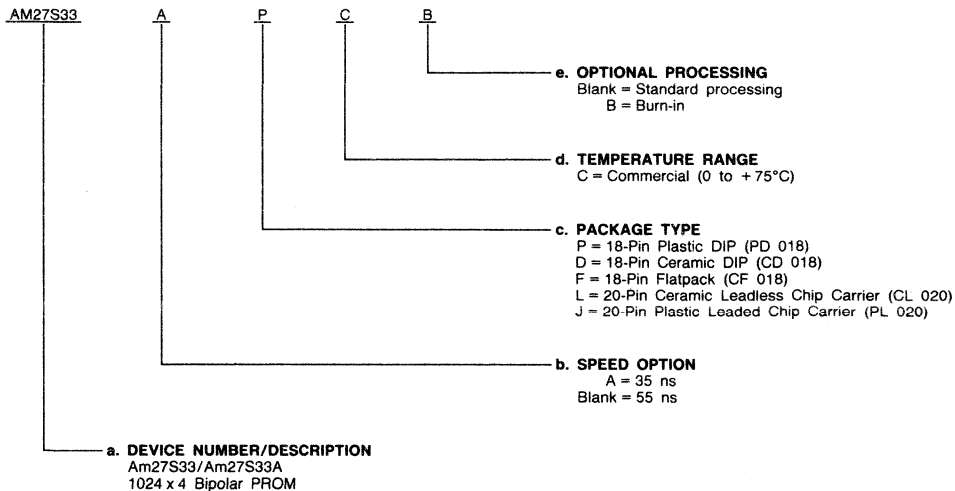 AM27S33 A P C B
e. OPTIONAL PROCESSING
Blank = Standard processing
B = Burn-in
d. TEMPERATURE RANGE
C = Commercial (0 to +75°C)
c. PACKAGE TYPE
P = 18-Pin Plastic DIP (PD 018)
D = 18-Pin Ceramic DIP (CD 018)
F = 18-Pin Flatpack (CF 018)
L = 20-Pin Ceramic Leadless Chip Carrier (CL 020)
J = 20-Pin Plastic Leaded Chip Carrier (PL 020)
b. SPEED OPTION
A = 35 ns
Blank = 55 ns
a. DEVICE NUMBER/DESCRIPTION
Am27S33/Am27S33A
1024 x 4 Bipolar PROM